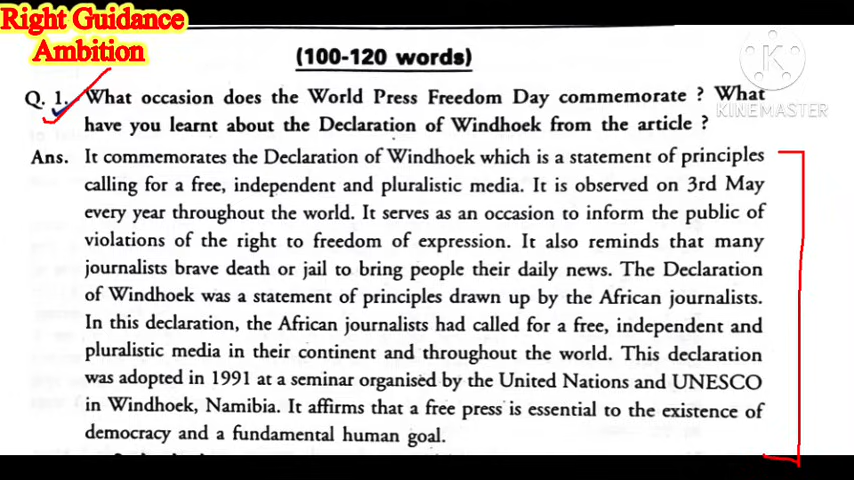 Right Guidance
Ambition
(100-120 words)
Q. 1. What occasion does the World Press Freedom Day commemorate ? What
have you learnt about the Declaration of Windhoek from the article ?
KINEMASTER
Ans. It commemorates the Declaration of Windhoek which is a statement of principles
calling for a free, independent and pluralistic media. It is observed on 3rd May
every year throughout the world. It serves as an occasion to inform the public of
violations of the right to freedom of expression. It also reminds that many
journalists brave death or jail to bring people their daily news. The Declaration
of Windhoek was a statement of principles drawn up by the African journalists.
In this declaration, the African journalists had called for a free, independent and
pluralistic media in their continent and throughout the world. This declaration
was adopted in 1991 at a seminar organised by the United Nations and UNESCO
in Windhoek, Namibia. It affirms that a free press is essential to the existence of
democracy and a fundamental human goal.